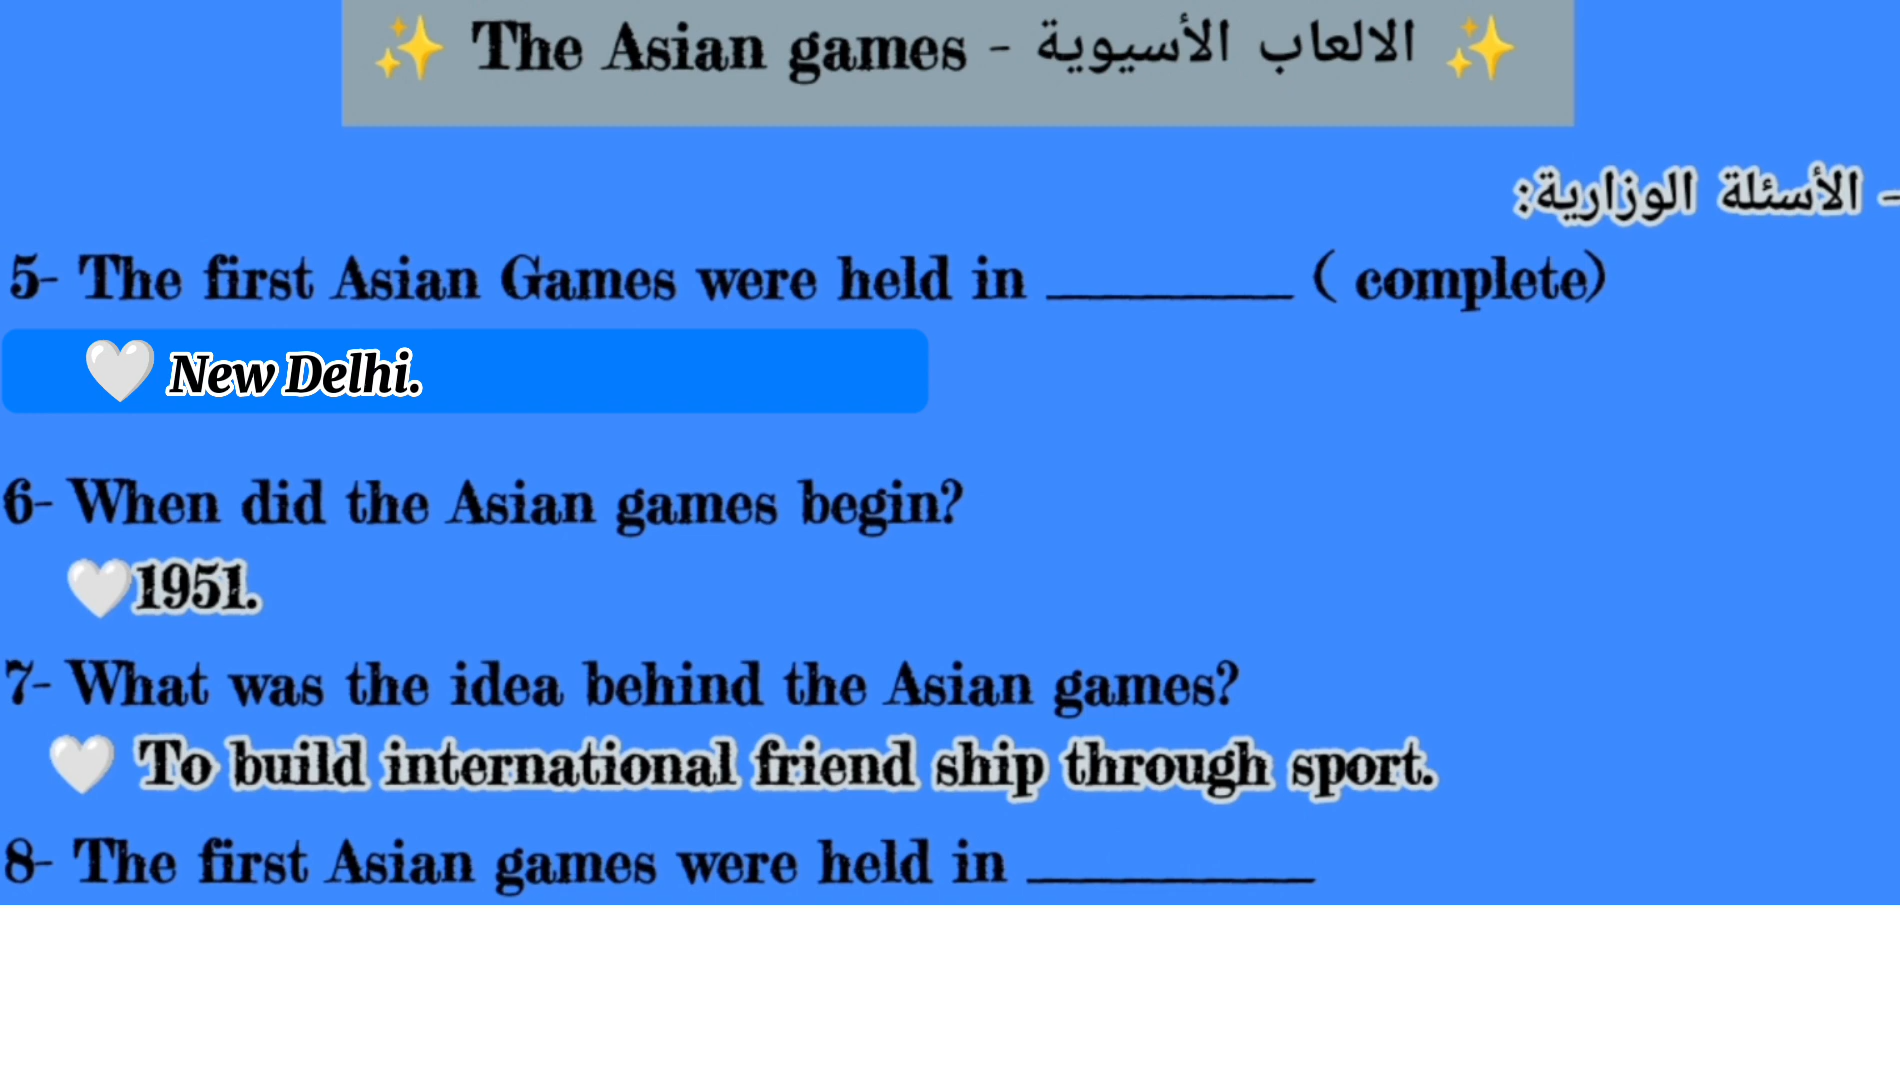 ✨ The Asian games - الالعاب الأسيوية ✨
- الأسئلة الوزارية:
5- The first Asian Games were held in ________ ( complete)
🤍 New Delhi.
6- When did the Asian games begin?
🤍1951.
7- What was the idea behind the Asian games?
🤍 To build international friend ship through sport.
8- The first Asian games were held in _________